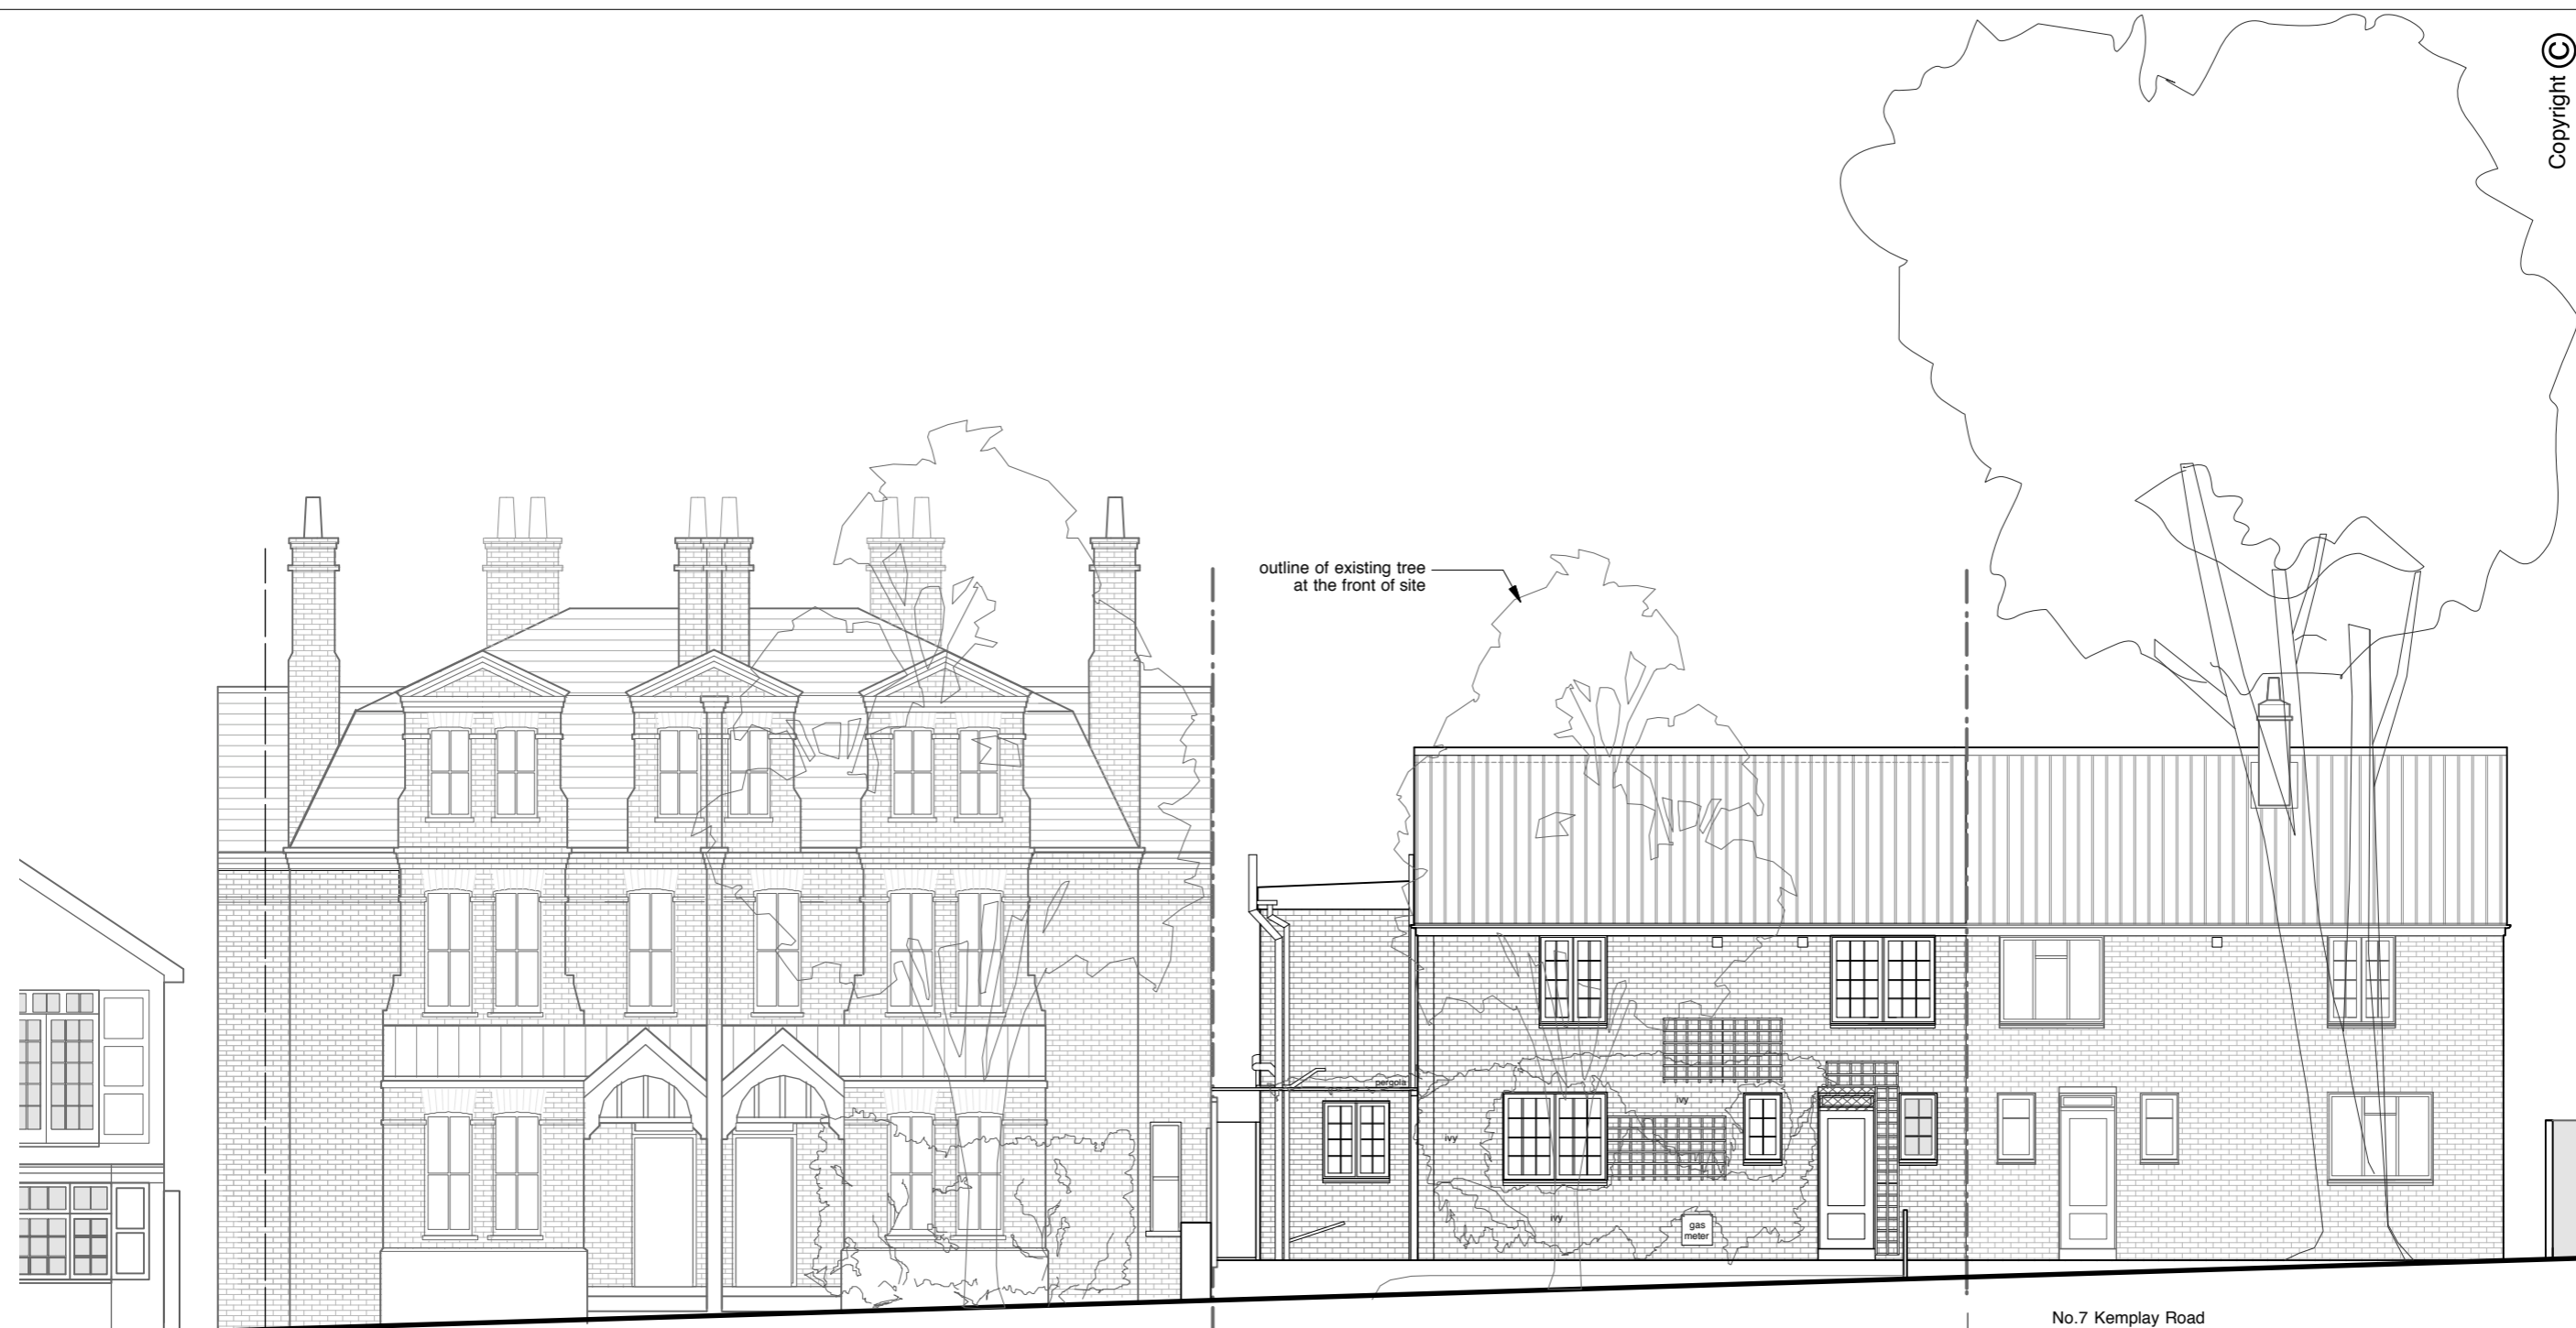 Copyright ©
outline of existing tree
at the front of site
pergola
ivy
ivy
ivy
gas
meter
No.7 Kemplay Road